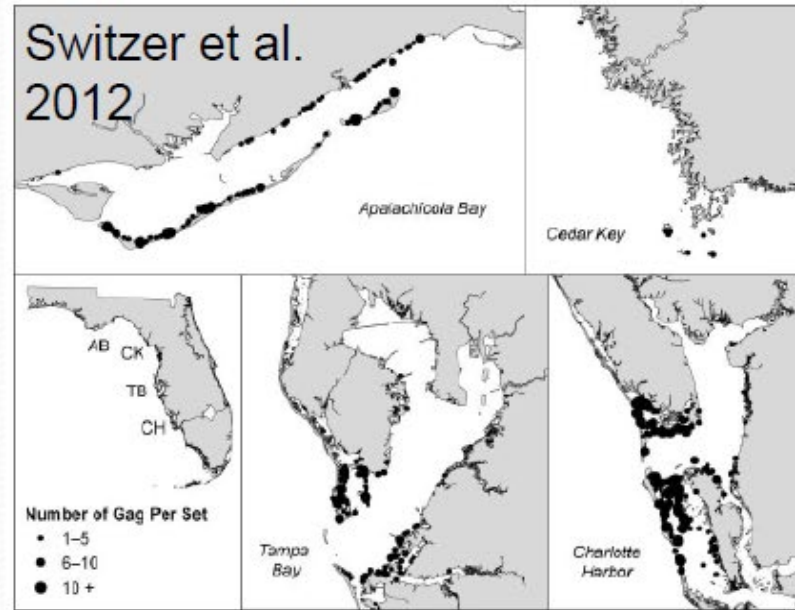 Switzer et al.
2012
Apalachicola Bay
Cedar Key
AB
CK
TB
CH
Number of Gag Per Set
1–5
6–10
10 +
Tampa
Bay
Charlotte
Harbor